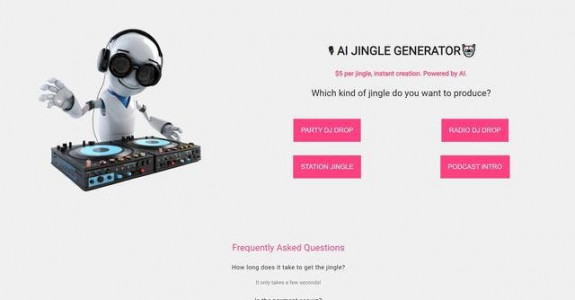 🎙AI JINGLE GENERATOR😈
$5 per jingle, instant creation. Powered by AI.
Which kind of jingle do you want to produce?
PARTY DJ DROP
RADIO DJ DROP
STATION JINGLE
PODCAST INTRO
Frequently Asked Questions
How long does it take to get the jingle?
It only takes a few seconds!